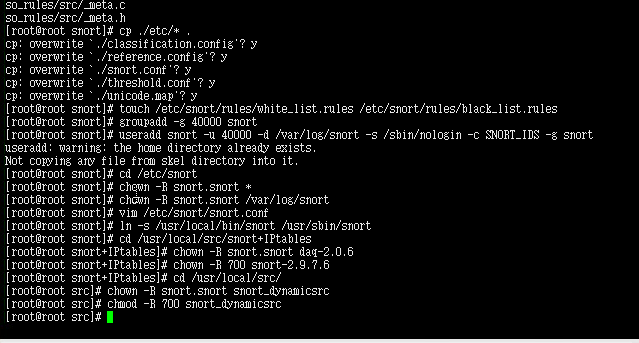 so_rules/src/_meta.c
so_rules/src/_meta.h
[root@root snort]# cp ./etc/* .
cp: overwrite `./classification.config'? y
cp: overwrite `./reference.config'? y
cp: overwrite `./snort.conf'? y
cp: overwrite `./threshold.conf'? y
cp: overwrite `./unicode.map'? y
[root@root snort]# touch /etc/snort/rules/white_list.rules /etc/snort/rules/black_list.rules
[root@root snort]# groupadd -g 40000 snort
[root@root snort]# useradd snort -u 40000 -d /var/log/snort -s /sbin/nologin -c SNORT_IDS -g snort
useradd: warning: the home directory already exists.
Not copying any file from skel directory into it.
[root@root snort]# cd /etc/snort
[root@root snort]# chown -R snort.snort *
[root@root snort]# chown -R snort.snort /var/log/snort
[root@root snort]# vim /etc/snort/snort.conf
[root@root snort]# ln -s /usr/local/bin/snort /usr/sbin/snort
[root@root snort]# cd /usr/local/src/snort+IPtables
[root@root snort+IPtables]# chown -R snort.snort daq-2.0.6
[root@root snort+IPtables]# chown -R 700 snort-2.9.7.6
[root@root snort+IPtables]# cd /usr/local/src/
[root@root src]# chown -R snort.snort snort_dynamicsrc
[root@root src]# chmod -R 700 snort_dynamicsrc
[root@root src]#